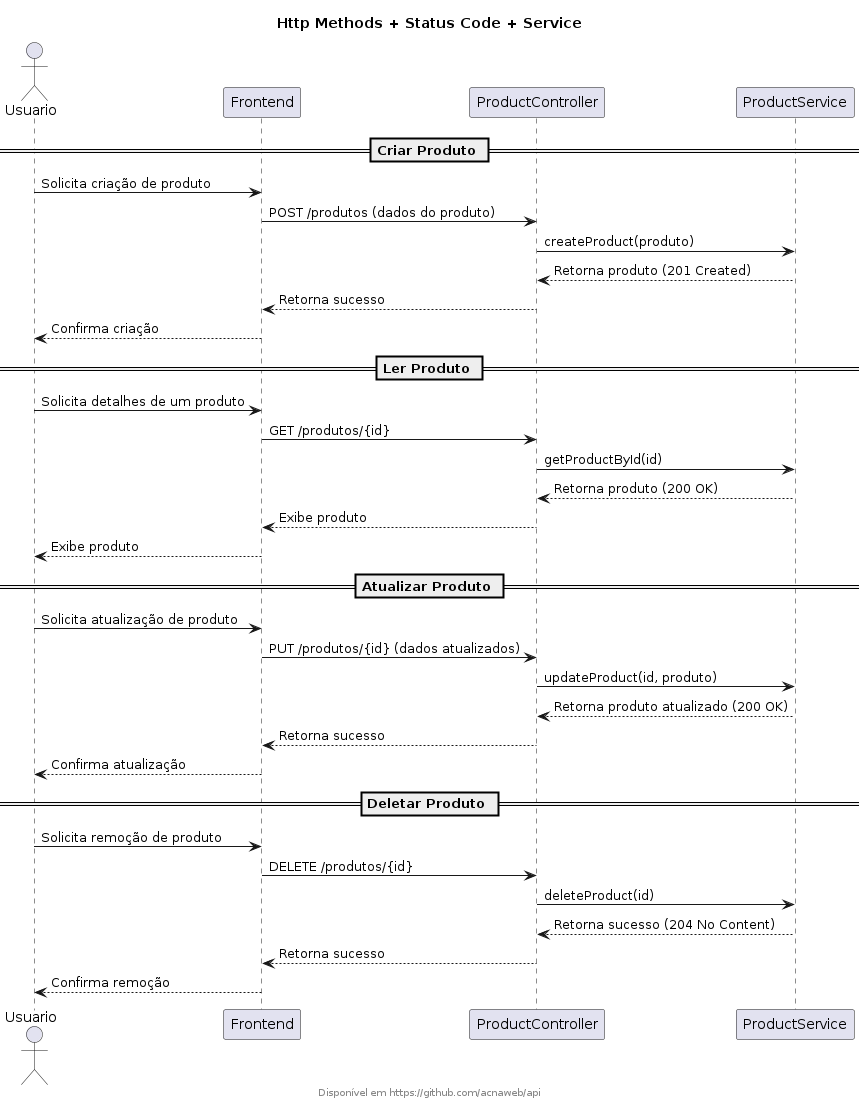 Http Methods + Status Code + Service
Usuario
Frontend
ProductController
ProductService
Criar Produto
Solicita criação de produto
POST /produtos (dados do produto)
createProduct(produto)
Retorna produto (201 Created)
Retorna sucesso
Confirma criação
Ler Produto
Solicita detalhes de um produto
GET /produtos/{id}
getProductById(id)
Retorna produto (200 OK)
Exibe produto
Exibe produto
Atualizar Produto
Solicita atualização de produto
PUT /produtos/{id} (dados atualizados)
updateProduct(id, produto)
Retorna produto atualizado (200 OK)
Retorna sucesso
Confirma atualização
Deletar Produto
Solicita remoção de produto
DELETE /produtos/{id}
deleteProduct(id)
Retorna sucesso (204 No Content)
Retorna sucesso
Confirma remoção
Usuario
Frontend
ProductController
ProductService
Disponível em https://github.com/acnaweb/api